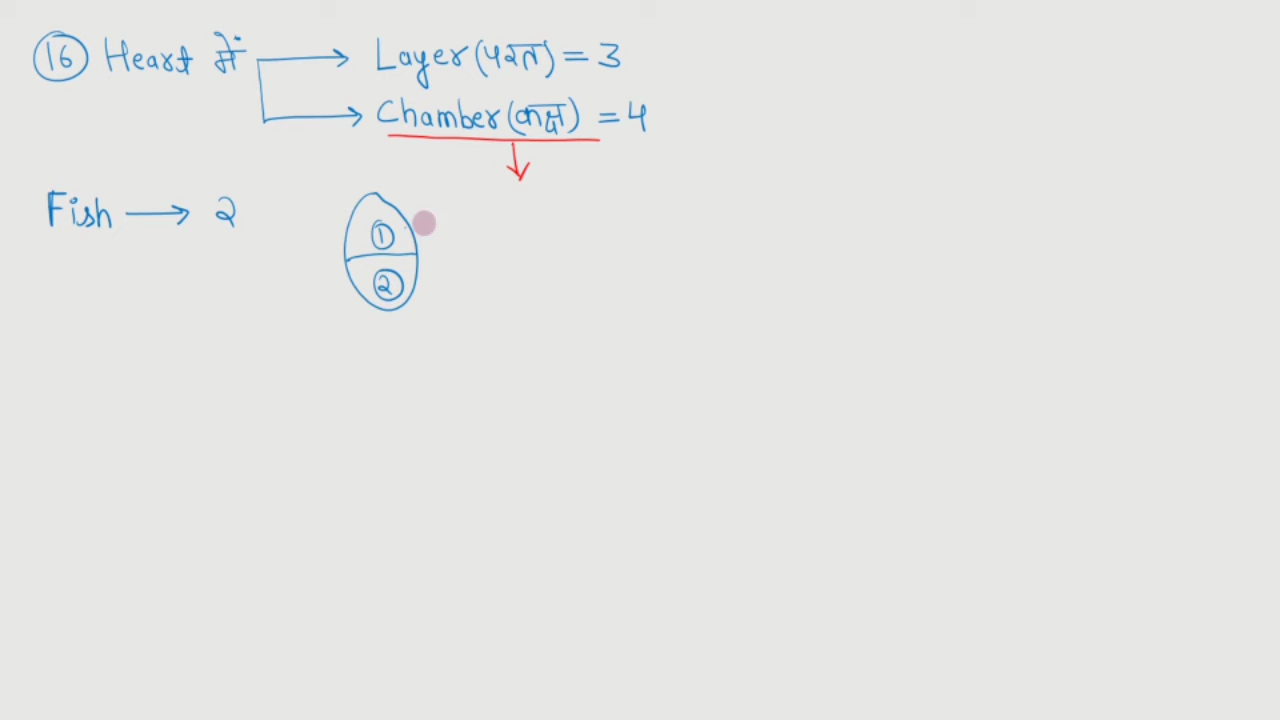 16 Heart में → Layer (परत) = 3
→ Chamber (कक्ष) = 4
Fish → 2
1
2